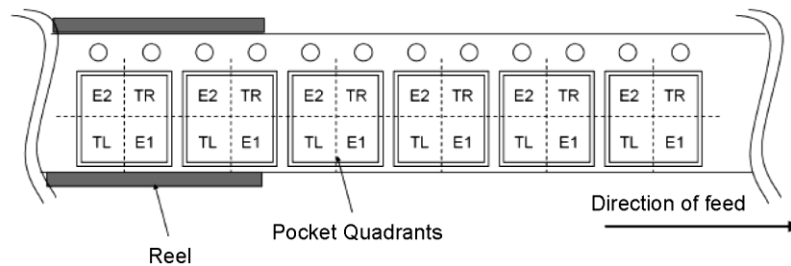 E2 TR E2 TR E2 TR E2 TR E2 TR E2 TR
TL E1 TL E1 TL E1 TL E1 TL E1 TL E1
Direction of feed
Pocket Quadrants
Reel